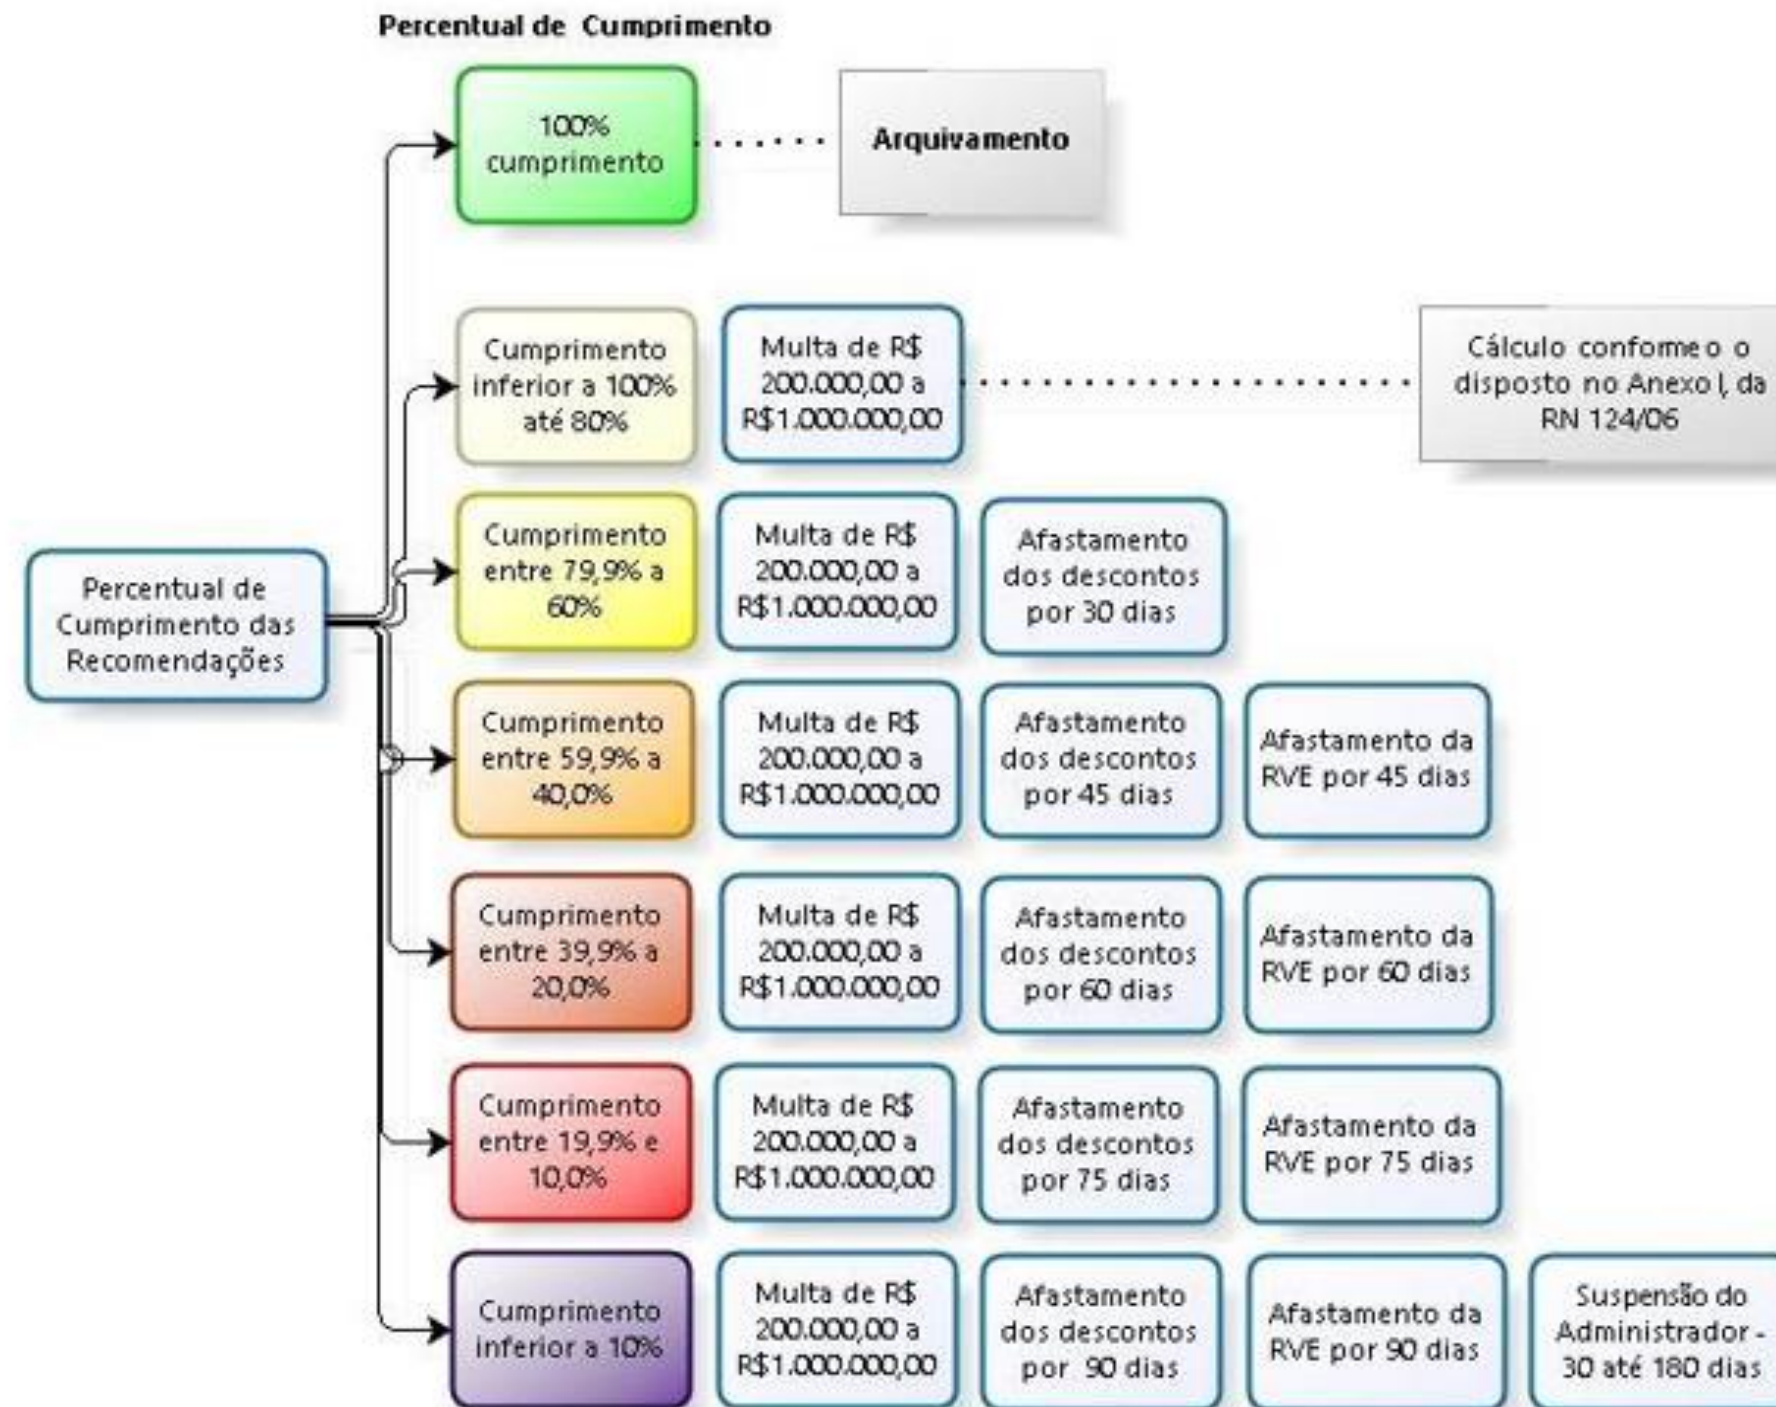 Percentual de Cumprimento
100%
cumprimento
Arquivamento
Cumprimento
inferior a 100%
até 80%
Multa de R$
200.000,00 a
R$1.000.000,00
Cálculo conforme o
disposto no Anexo I, da
RN 124/06
Percentual de
Cumprimento das
Recomendações
Cumprimento
entre 79,9% a
60%
Multa de R$
200.000,00 a
R$1.000.000,00
Afastamento
dos descontos
por 30 dias
Cumprimento
entre 59,9% a
40,0%
Multa de R$
200.000,00 a
R$1.000.000,00
Afastamento
dos descontos
por 45 dias
Afastamento da
RVE por 45 dias
Cumprimento
entre 39,9% a
20,0%
Multa de R$
200.000,00 a
R$1.000.000,00
Afastamento
dos descontos
por 60 dias
Afastamento da
RVE por 60 dias
Cumprimento
entre 19,9% e
10,0%
Multa de R$
200.000,00 a
R$1.000.000,00
Afastamento
dos descontos
por 75 dias
Afastamento da
RVE por 75 dias
Cumprimento
inferior a 10%
Multa de R$
200.000,00 a
R$1.000.000,00
Afastamento
dos descontos
por 90 dias
Afastamento da
RVE por 90 dias
Suspensão do
Administrador -
30 até 180 dias